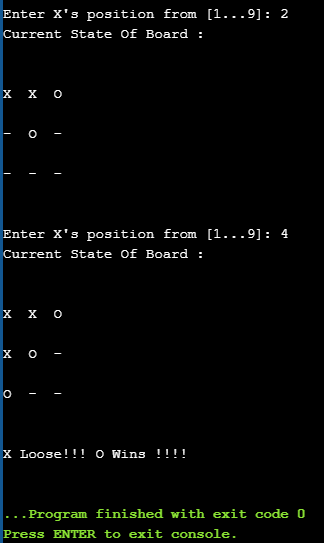 Enter X's position from [1...9]: 2
Current State Of Board :
X X O
- O -
- - -
Enter X's position from [1...9]: 4
Current State Of Board :
X X O
X O -
O - -
X Loose!!! O Wins !!!!
...Program finished with exit code 0
Press ENTER to exit console.